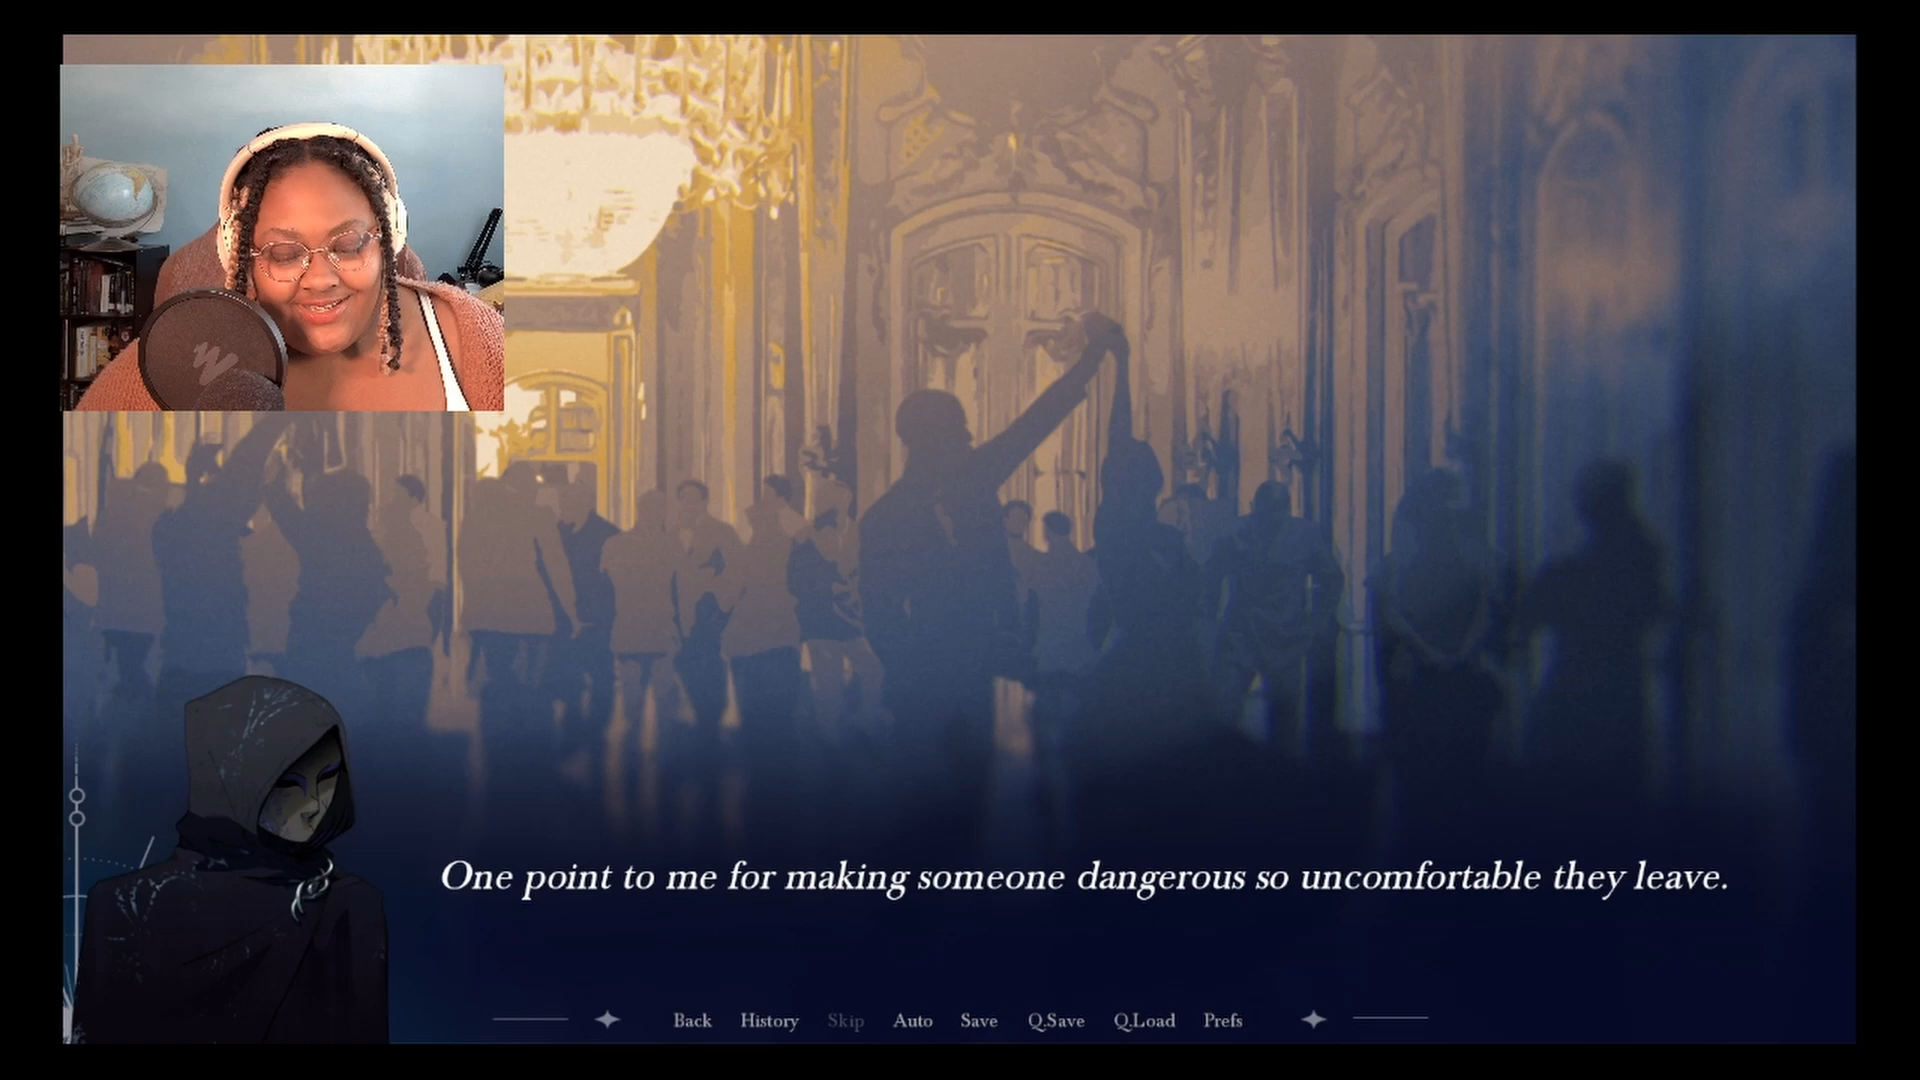 One point to me for making someone dangerous so uncomfortable they leave.
Back History Skip Auto Save Q.Save Q.Load Prefs